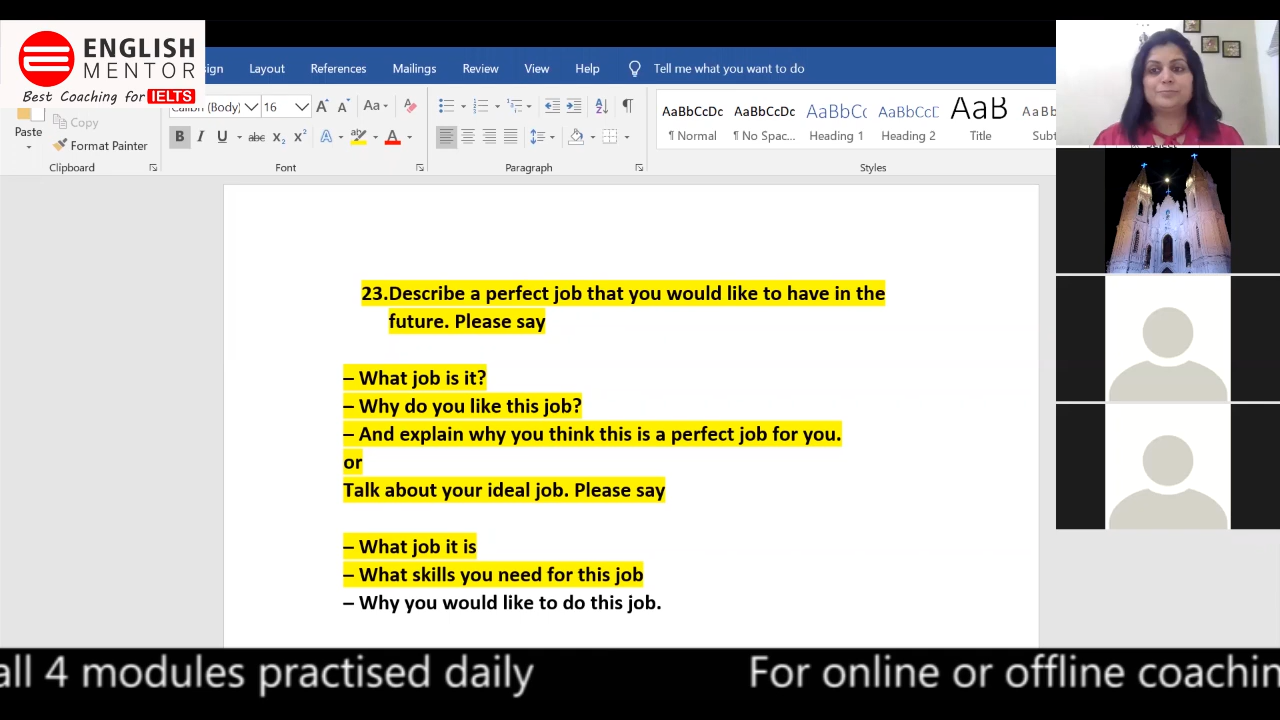 ENGLISH
MENTOR
Best Coaching for IELTS
sign Layout References Mailings Review View Help Tell me what you want to do
Calibri (Body) 16
Paste
Copy
Format Painter
AaBbCcDc AaBbCcDc AaBbCc AaBbCcE AaB
¶ Normal ¶ No Spac... Heading 1 Heading 2 Title Subt
Clipboard Font Paragraph Styles
23.Describe a perfect job that you would like to have in the
future. Please say
– What job is it?
– Why do you like this job?
– And explain why you think this is a perfect job for you.
or
Talk about your ideal job. Please say
– What job it is
– What skills you need for this job
– Why you would like to do this job.
all 4 modules practised daily For online or offline coachin